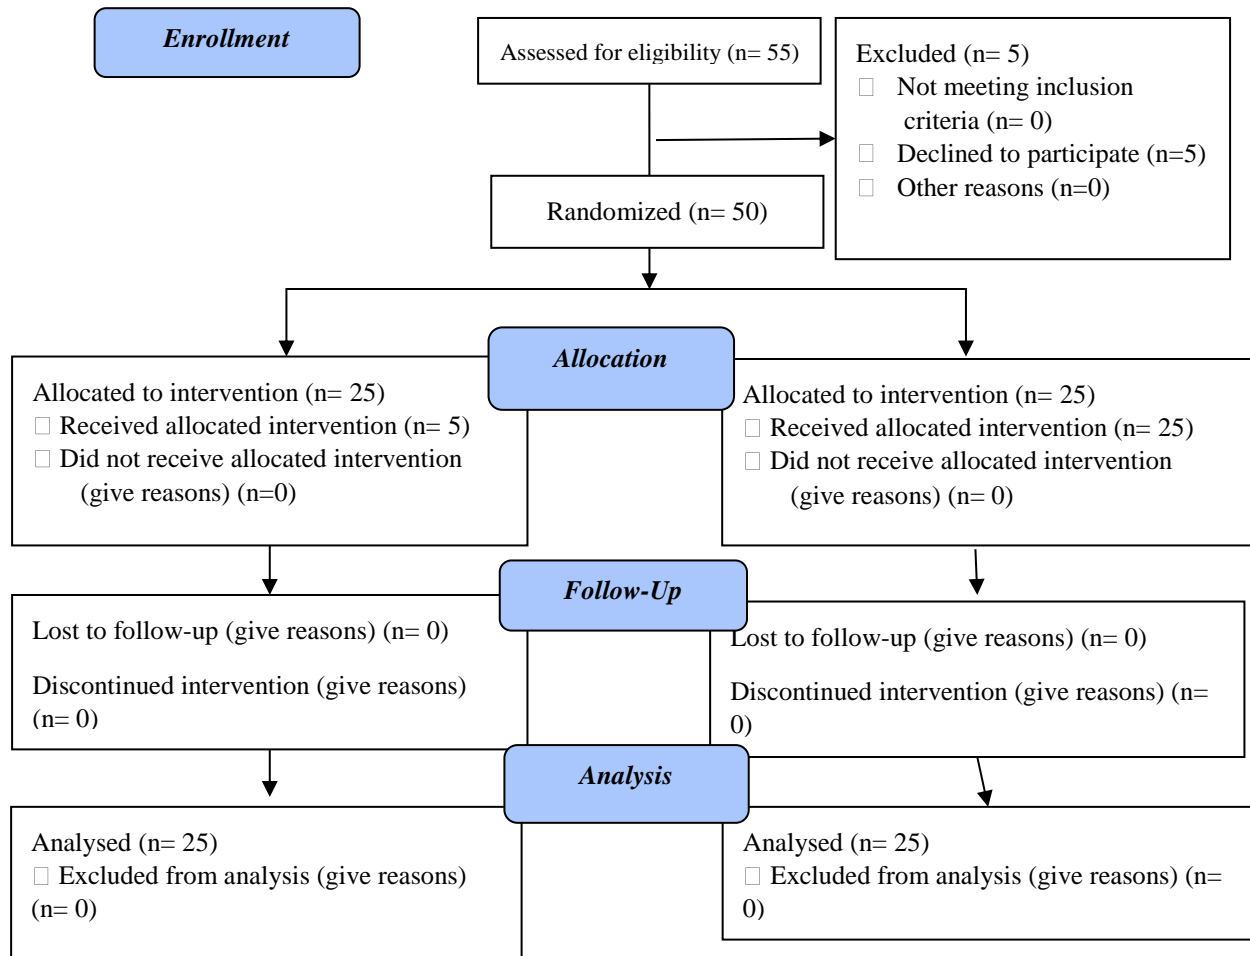 Enrollment
Assessed for eligibility (n= 55)
Excluded (n= 5)
Not meeting inclusion
criteria (n= 0)
Declined to participate (n=5)
Other reasons (n=0)
Randomized (n= 50)
Allocation
Allocated to intervention (n= 25)
Received allocated intervention (n= 5)
Did not receive allocated intervention
(give reasons) (n=0)
Allocated to intervention (n= 25)
Received allocated intervention (n= 25)
Did not receive allocated intervention
(give reasons) (n= 0)
Follow-Up
Lost to follow-up (give reasons) (n= 0)
Discontinued intervention (give reasons)
(n= 0)
Lost to follow-up (give reasons) (n= 0)
Discontinued intervention (give reasons) (n=
0)
Analysis
Analysed (n= 25)
Excluded from analysis (give reasons)
(n= 0)
Analysed (n= 25)
Excluded from analysis (give reasons) (n=
0)